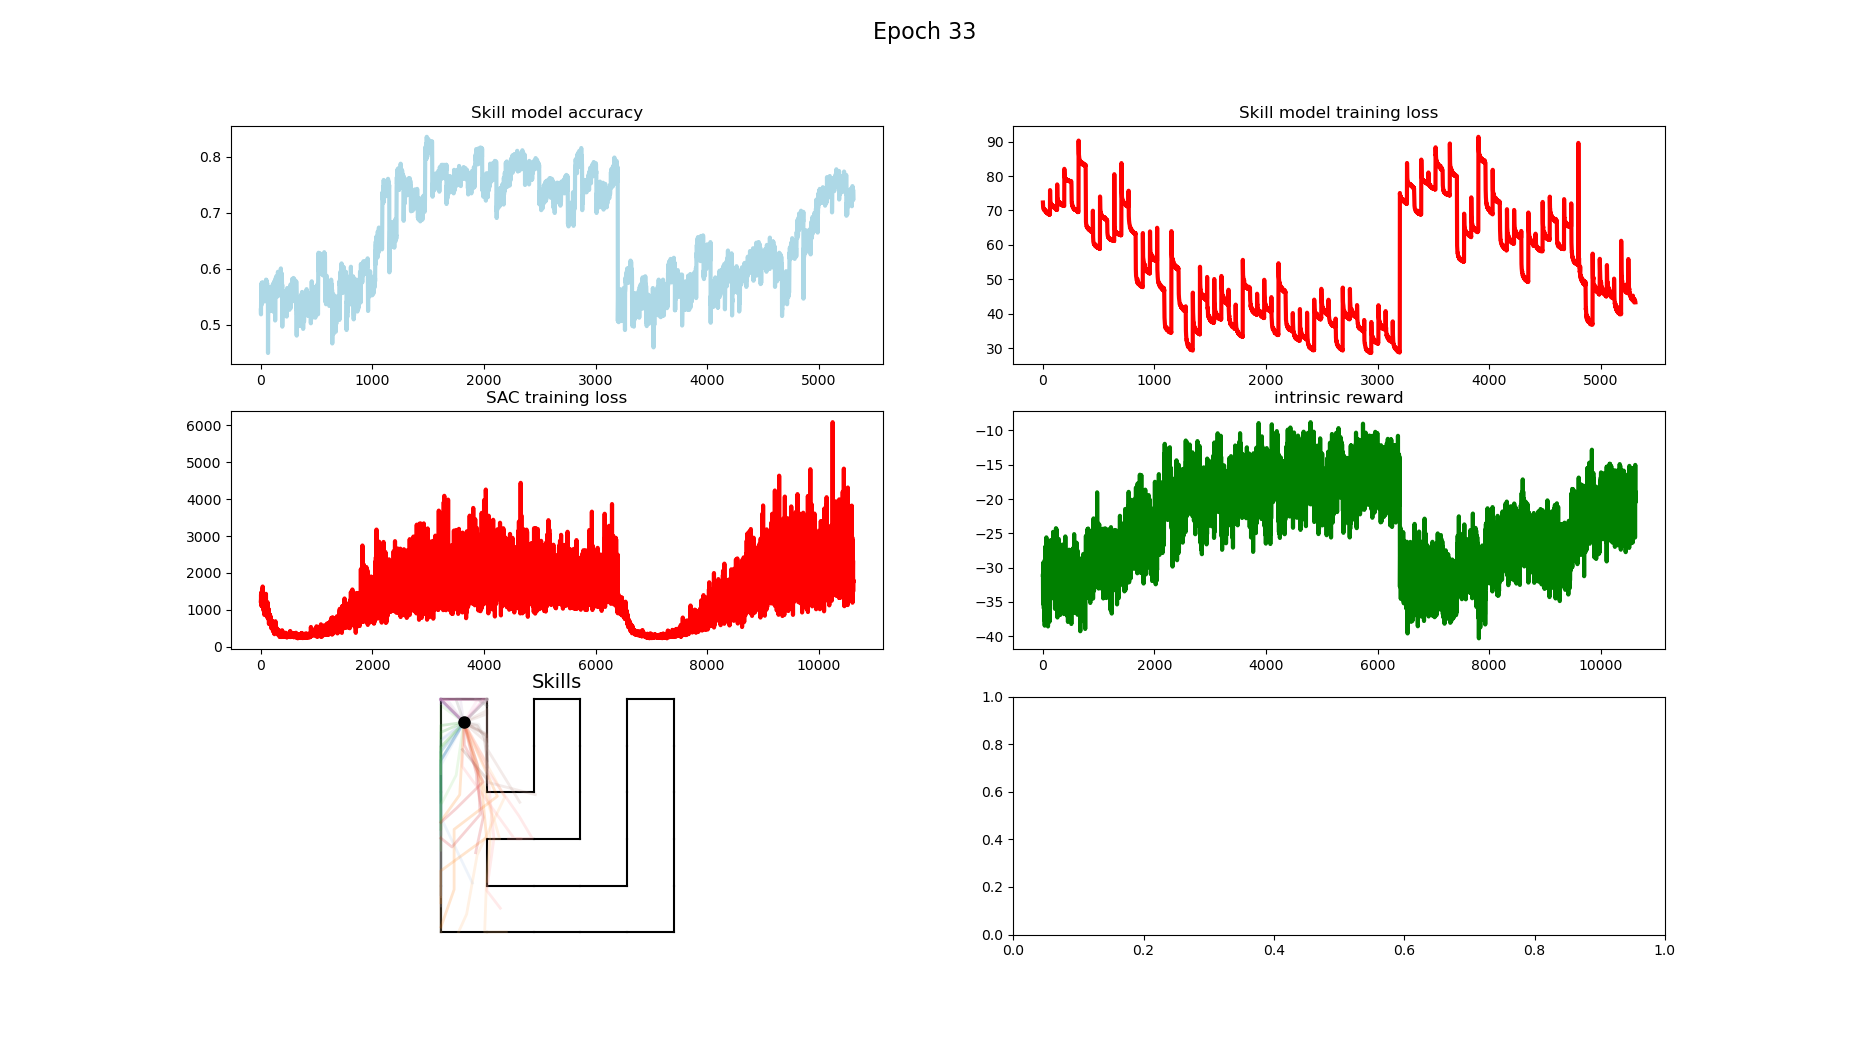 Epoch 33
Skill model accuracy
0.8
0.7
0.6
0.5
0 1000 2000 3000 4000 5000
Skill model training loss
90
80
70
60
50
40
30
0 1000 2000 3000 4000 5000
SAC training loss
6000
5000
4000
3000
2000
1000
0
0 2000 4000 6000 8000 10000
intrinsic reward
−10
−15
−20
−25
−30
−35
−40
0 2000 4000 6000 8000 10000
Skills
1.0
0.8
0.6
0.4
0.2
0.0
0.0 0.2 0.4 0.6 0.8 1.0